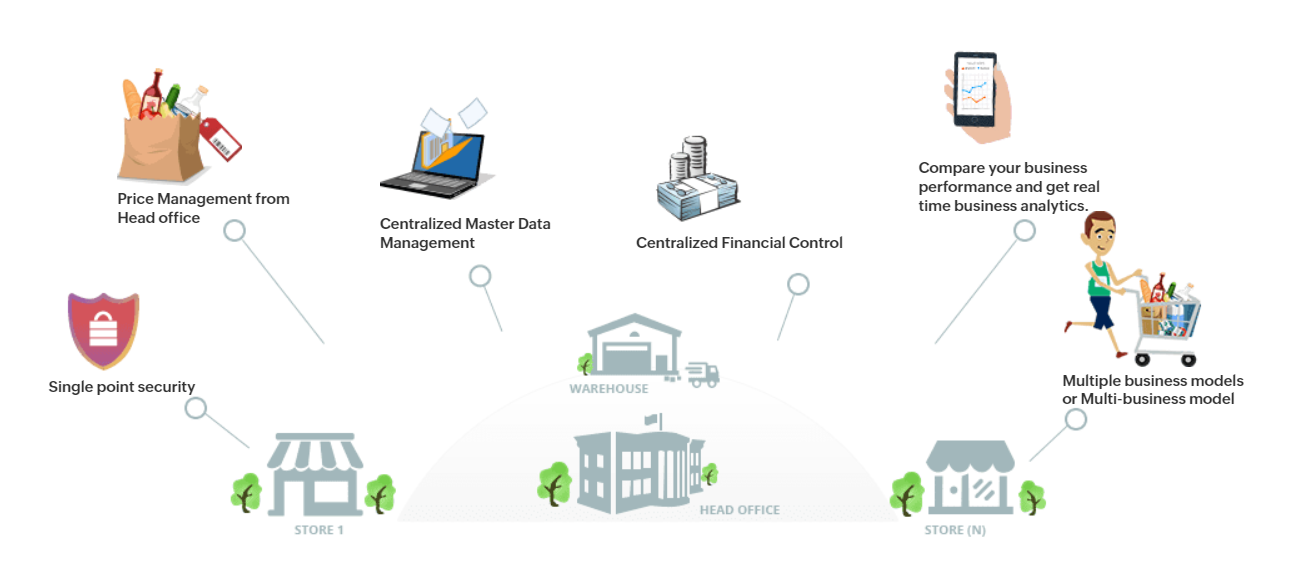 Price Management from
Head office
Centralized Master Data
Management
Centralized Financial Control
Compare your business
performance and get real
time business analytics.
Single point security
Multiple business models
or Multi-business model
WAREHOUSE
HEAD OFFICE
STORE 1
STORE (N)